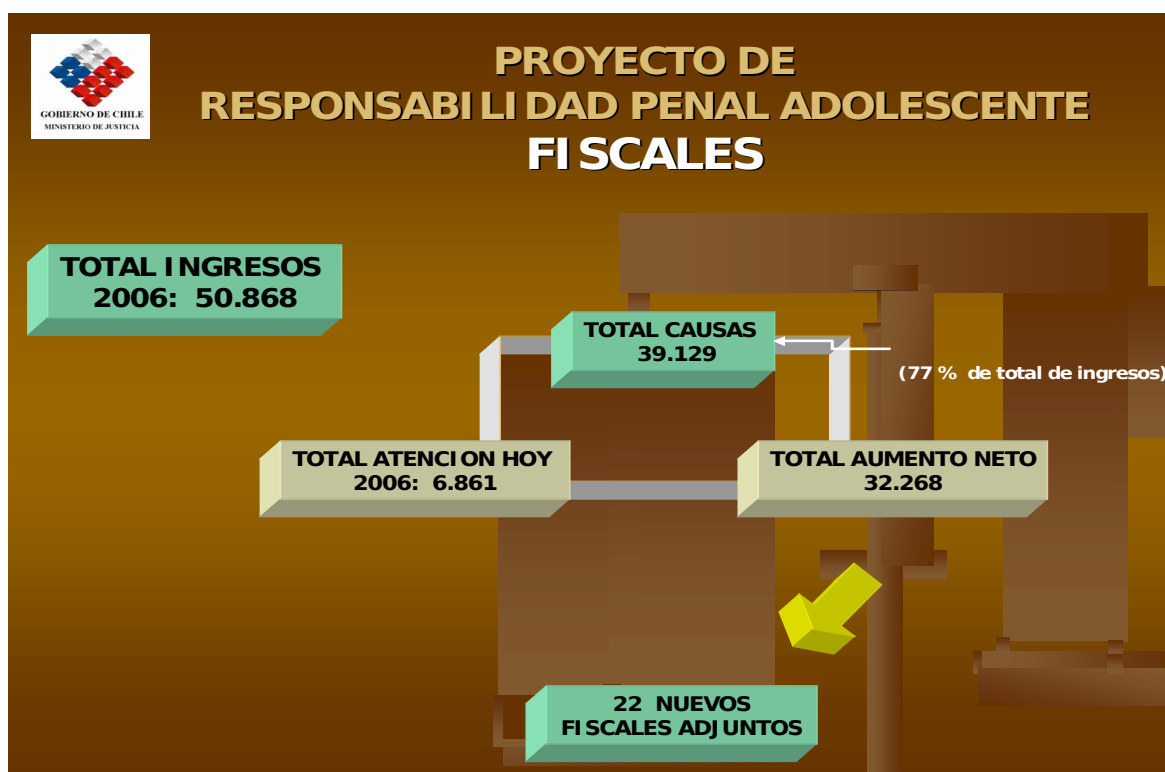 GOBIERNO DE CHILE
MINISTERIO DE JUSTICIA
PROYECTO DE
RESPONSABILIDAD PENAL ADOLESCENTE
FISCALES
TOTAL INGRESOS
2006: 50.868
TOTAL CAUSAS
39.129
(77 % de total de ingresos)
TOTAL ATENCION HOY
2006: 6.861
TOTAL AUMENTO NETO
32.268
22 NUEVOS
FISCALES ADJUNTOS